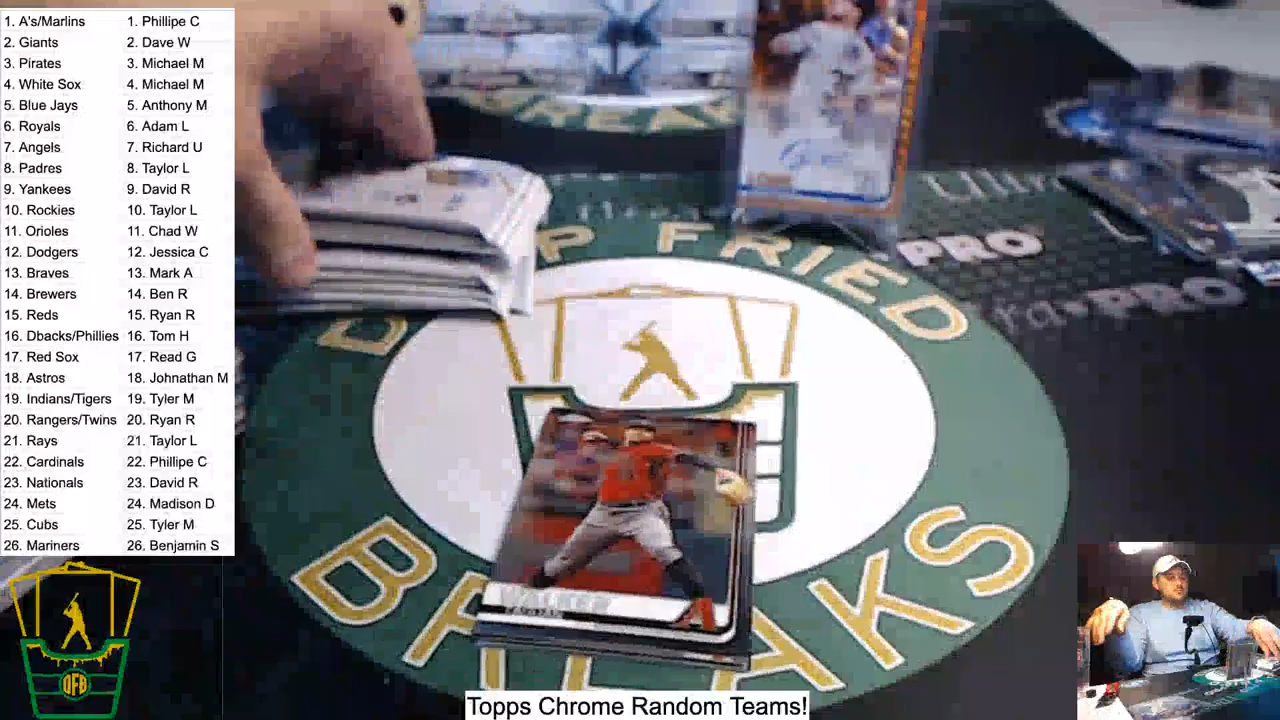 1. A's/Marlins 1. Phillipe C
2. Giants 2. Dave W
3. Pirates 3. Michael M
4. White Sox 4. Michael M
5. Blue Jays 5. Anthony M
6. Royals 6. Adam L
7. Angels 7. Richard U
8. Padres 8. Taylor L
9. Yankees 9. David R
10. Rockies 10. Taylor L
11. Orioles 11. Chad W
12. Dodgers 12. Jessica C
13. Braves 13. Mark A
14. Brewers 14. Ben R
15. Reds 15. Ryan R
16. Dbacks/Phillies 16. Tom H
17. Red Sox 17. Read G
18. Astros 18. Johnathan M
19. Indians/Tigers 19. Tyler M
20. Rangers/Twins 20. Ryan R
21. Rays 21. Taylor L
22. Cardinals 22. Phillipe C
23. Nationals 23. David R
24. Mets 24. Madison D
25. Cubs 25. Tyler M
26. Mariners 26. Benjamin S
PRO
PRO
D P FRIED
BREAKS
WALKER
A
DFB
Topps Chrome Random Teams!